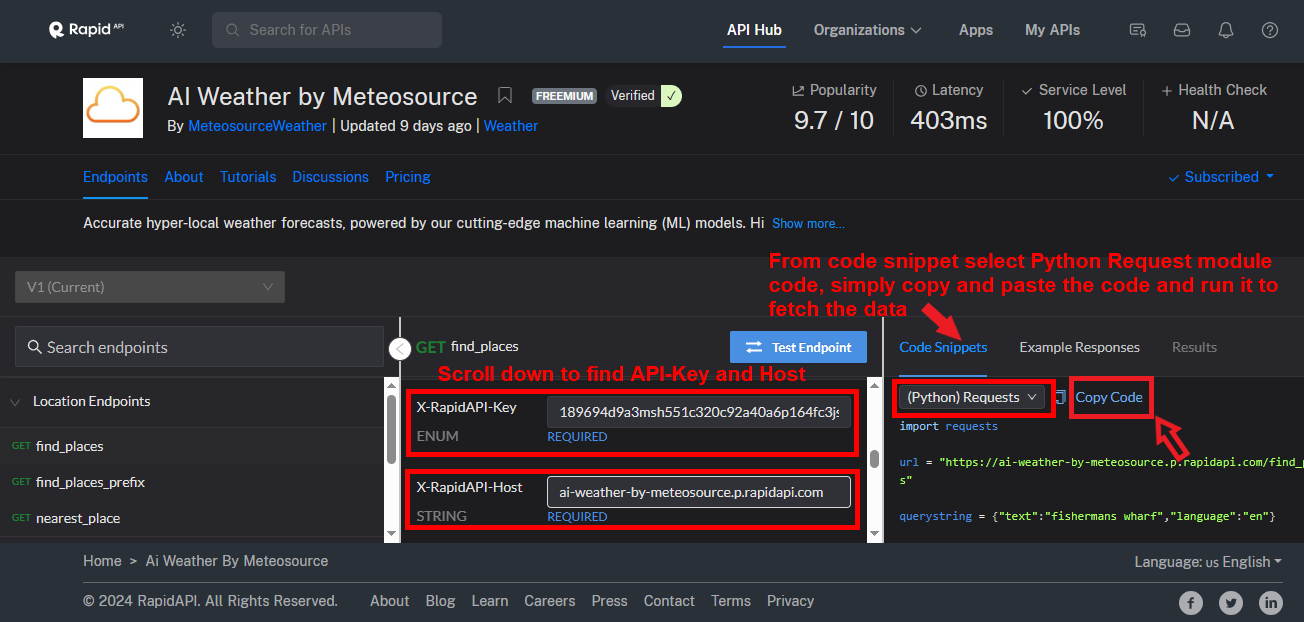 Rapid API
Search for APIs
API Hub
Organizations
Apps
My APIs
AI Weather by Meteosource
FREEMIUM
Verified ✓
By MeteosourceWeather | Updated 9 days ago | Weather
Popularity
9.7 / 10
Latency
403ms
Service Level
100%
Health Check
N/A
Endpoints
About
Tutorials
Discussions
Pricing
Subscribed
Accurate hyper-local weather forecasts, powered by our cutting-edge machine learning (ML) models. Hi Show more...
From code snippet select Python Request module
code, simply copy and paste the code and run it to
fetch the data
V1 (Current)
Search endpoints
Location Endpoints
GET find_places
GET find_places_prefix
GET nearest_place
GET find_places
Test Endpoint
Scroll down to find API-Key and Host
X-RapidAPI-Key
189694d9a3msh551c320c92a40a6p164fc3js
ENUM
REQUIRED
X-RapidAPI-Host
ai-weather-by-meteosource.p.rapidapi.com
STRING
REQUIRED
Code Snippets
Example Responses
Results
(Python) Requests
Copy Code
import requests
url = "https://ai-weather-by-meteosource.p.rapidapi.com/find_p
s"
querystring = {"text":"fishermans wharf","language":"en"}
Home > Ai Weather By Meteosource
Language: us English
© 2024 RapidAPI. All Rights Reserved.
About
Blog
Learn
Careers
Press
Contact
Terms
Privacy